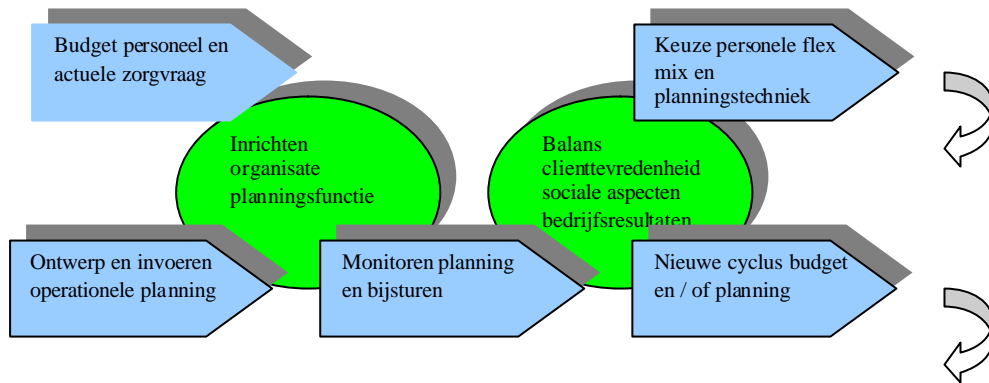 Budget personeel en
actuele zorgvraag
Keuze personele flex
mix en
planningstechniek
Inrichten
organisate
planningsfunctie
Balans
clienttevredenheid
sociale aspecten
bedrijfsresultaten
Ontwerp en invoeren
operationele planning
Monitoren planning
en bijsturen
Nieuwe cyclus budget
en / of planning